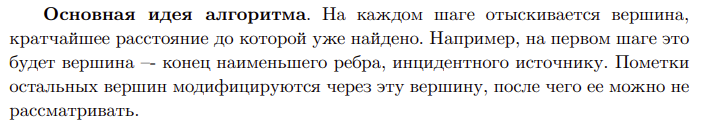 Основная идея алгоритма. На каждом шаге отыскивается вершина,
кратчайшее расстояние до которой уже найдено. Например, на первом шаге это
будет вершина —- конец наименьшего ребра, инцидентного источнику. Пометки
остальных вершин модифицируются через эту вершину, после чего ее можно не
рассматривать.